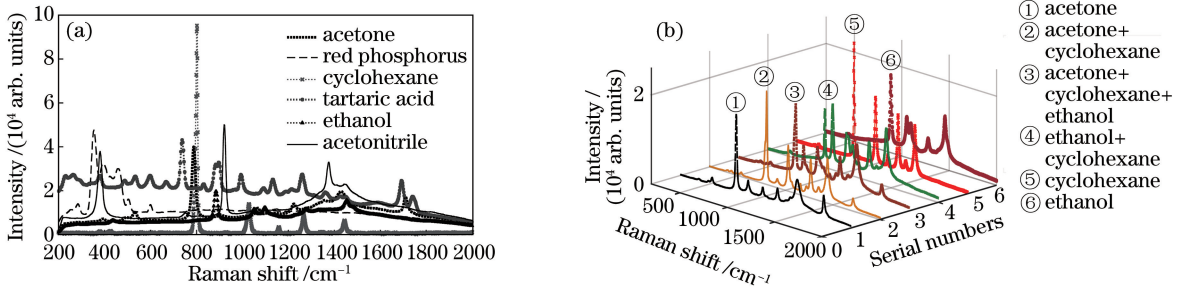 (a)
Intensity /(10⁴ arb. units)
10
8
6
4
2
0
200 400 600 800 1000 1200 1400 1600 1800 2000
Raman shift /cm⁻¹
acetone
red phosphorus
cyclohexane
tartaric acid
ethanol
acetonitrile
(b)
Intensity /
(10⁴ arb. units)
2
0
500
1000
1500
2000
Raman shift /cm⁻¹
0 1 2 3 4 5 6
Serial numbers
①
②
③
④
⑤
⑥
① acetone
② acetone+
cyclohexane
③ acetone+
cyclohexane+
ethanol
④ ethanol+
cyclohexane
⑤ cyclohexane
⑥ ethanol